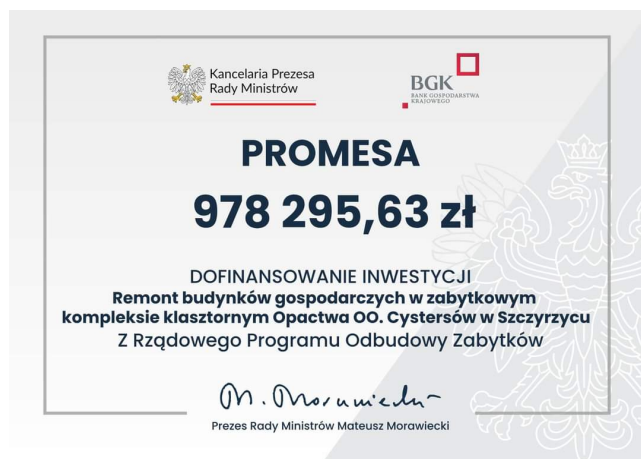 Kancelaria Prezesa
Rady Ministrów
BGK
BANK GOSPODARSTWA
KRAJOWEGO
PROMESA
978 295,63 zł
DOFINANSOWANIE INWESTYCJI
Remont budynków gospodarczych w zabytkowym
kompleksie klasztornym Opactwa OO. Cystersów w Szczyrzycu
Z Rządowego Programu Odbudowy Zabytków
M. Morawiecki
Prezes Rady Ministrów Mateusz Morawiecki